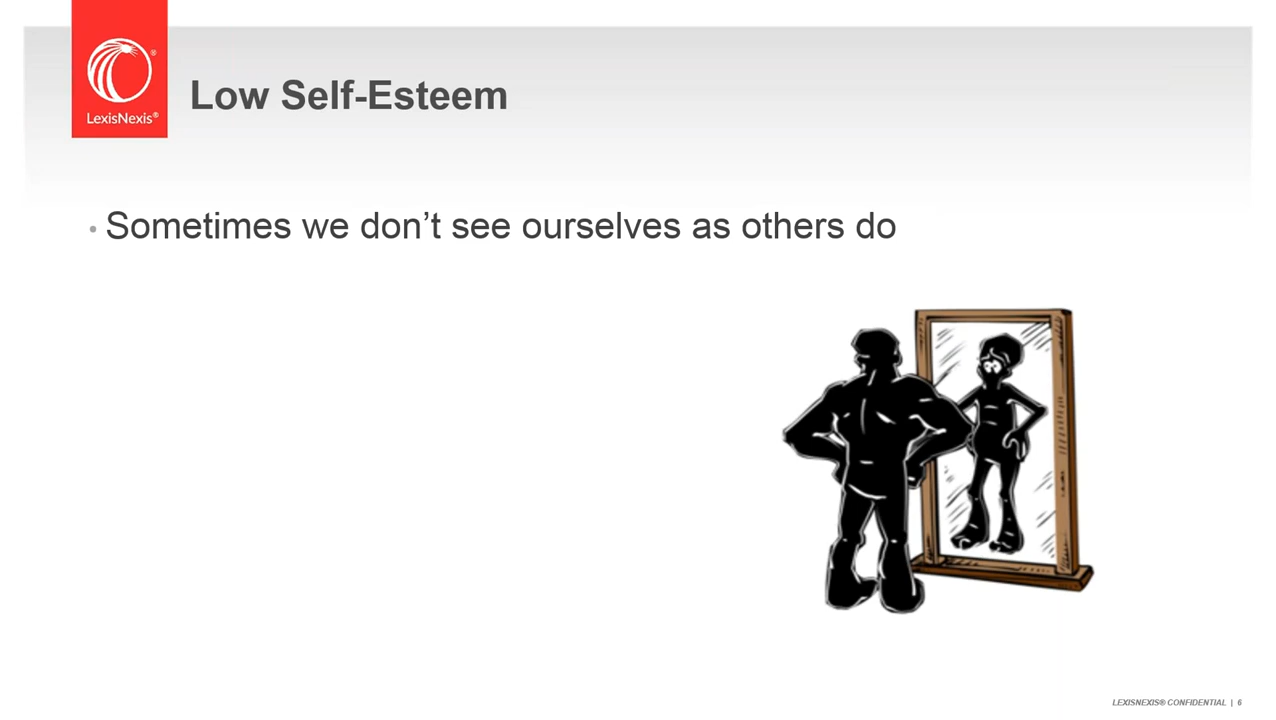 LexisNexis®
Low Self-Esteem
• Sometimes we don’t see ourselves as others do
LEXISNEXIS® CONFIDENTIAL | 6